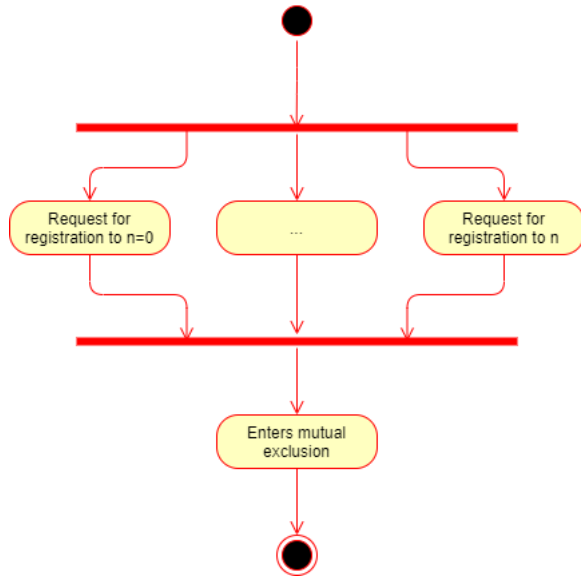 Request for
registration to n=0
...
Request for
registration to n
Enters mutual
exclusion